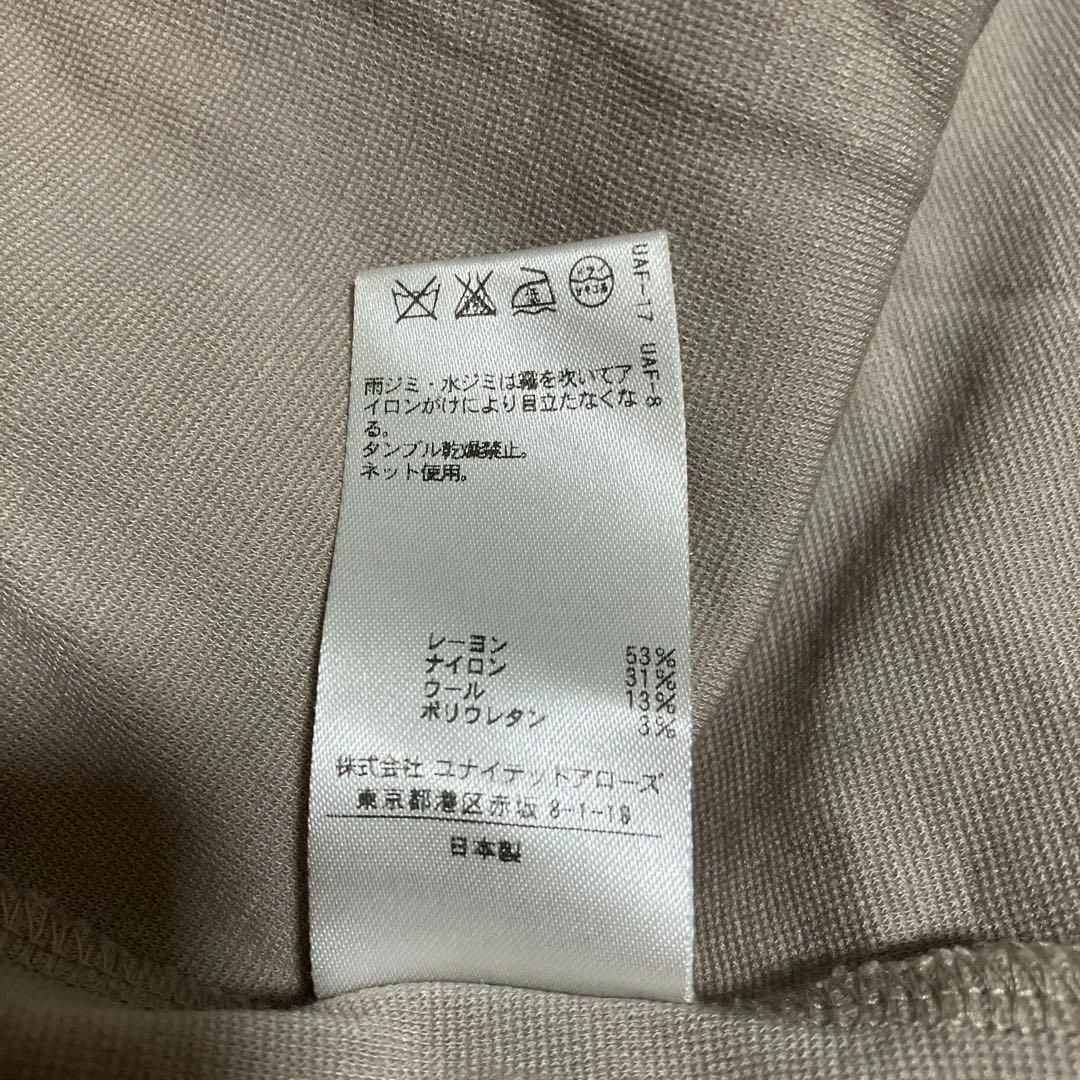 UAF-17 UAF-8
雨ジミ・水ジミは霧を吹いてア
イロンがけにより目立たなくな
る。
タンブル乾燥禁止。
ネット使用。
レーヨン 53%
ナイロン 31%
ウール 13%
ポリウレタン 3%
株式会社 ユナイテッドアローズ
東京都港区赤坂 8-1-19
日本製